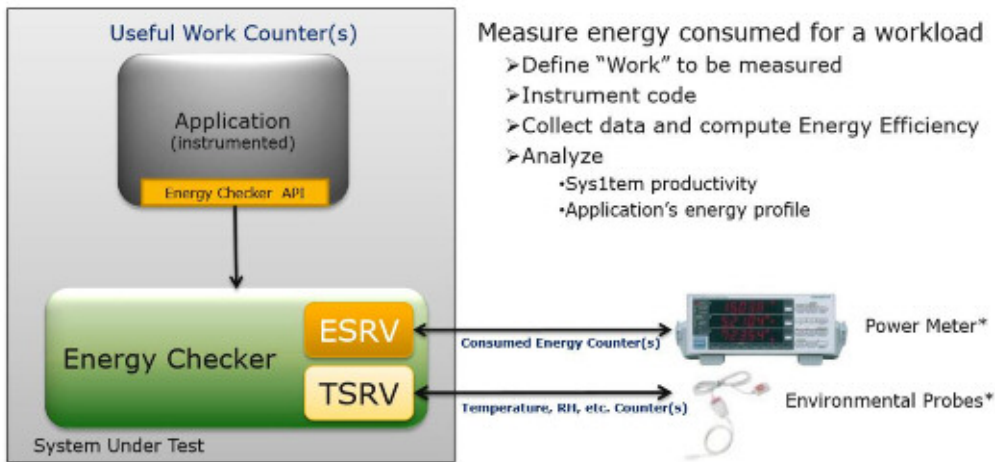 Useful Work Counter(s)
Application
(instrumented)
Energy Checker API
Energy Checker
ESRV
TSRV
System Under Test
Measure energy consumed for a workload
➢Define “Work” to be measured
➢Instrument code
➢Collect data and compute Energy Efficiency
➢Analyze
•Sys1tem productivity
•Application’s energy profile
Consumed Energy Counter(s)
Power Meter*
Temperature, RH, etc. Counter(s)
Environmental Probes*